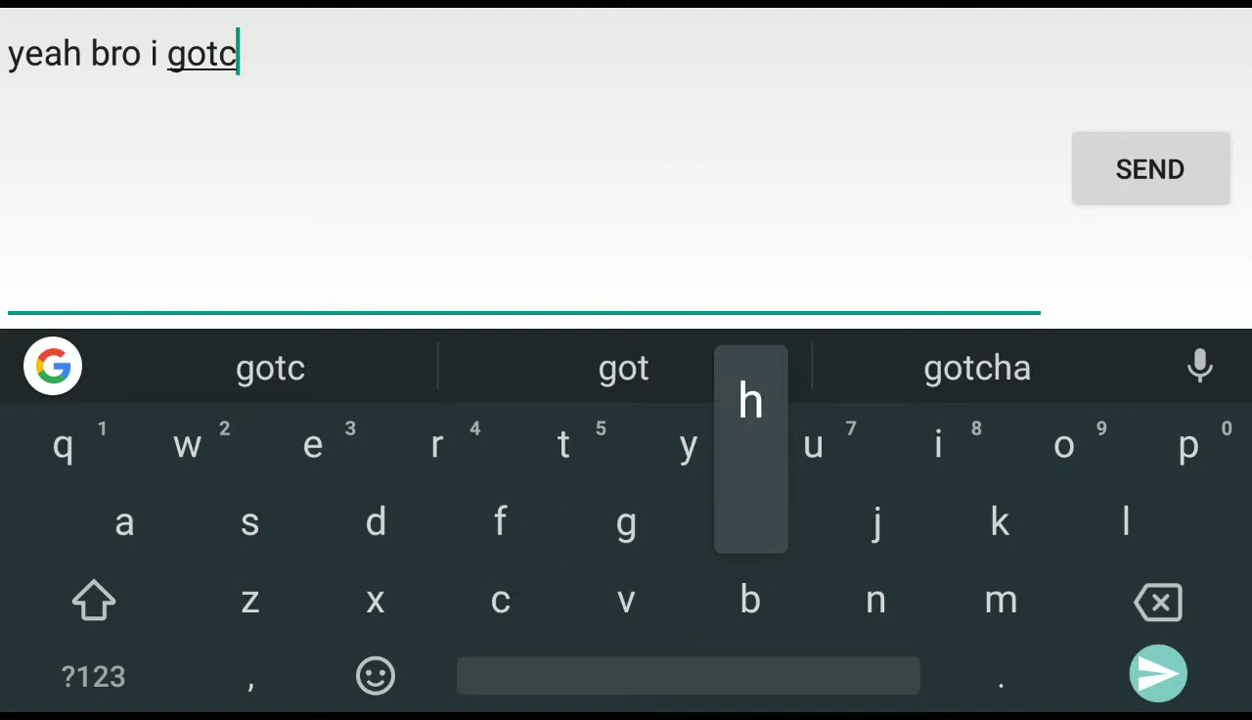 yeah bro i gotc
SEND
G gotc got gotcha
q 1 w 2 e 3 r 4 t 5 y h u 7 i 8 o 9 p 0
a s d f g j k l
z x c v b n m
?123 , .